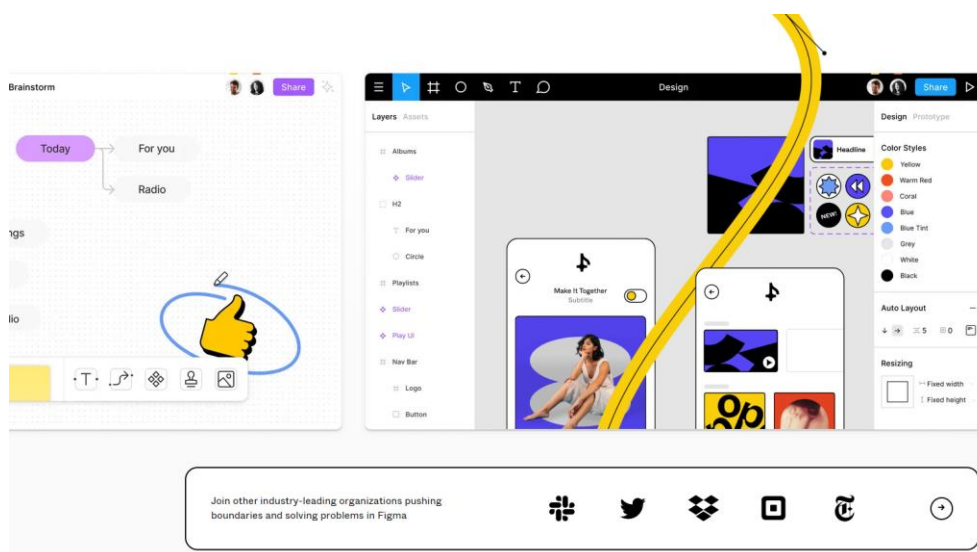 Brainstorm
Share
Today
For you
Radio
ngs
lio
T
Design
Share
Layers Assets
Albums
Slider
H2
For you
Circle
Playlists
Slider
Play UI
Nav Bar
Logo
Button
Headline
NEW!
Make It Together
Subtitle
Op
Design Prototype
Color Styles
Yellow
Warm Red
Coral
Blue
Blue Tint
Grey
White
Black
Auto Layout
5 0
Resizing
Fixed width
Fixed height
Join other industry-leading organizations pushing
boundaries and solving problems in Figma